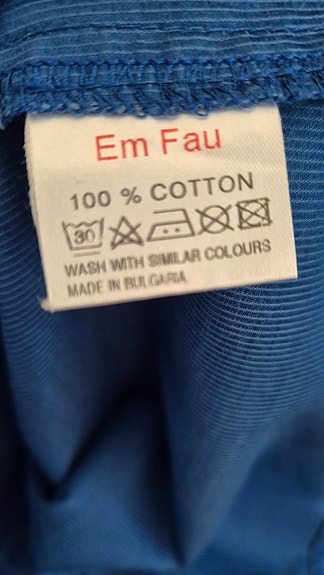 Em Fau
100 % COTTON
30
WASH WITH SIMILAR COLOURS
MADE IN BULGARIA